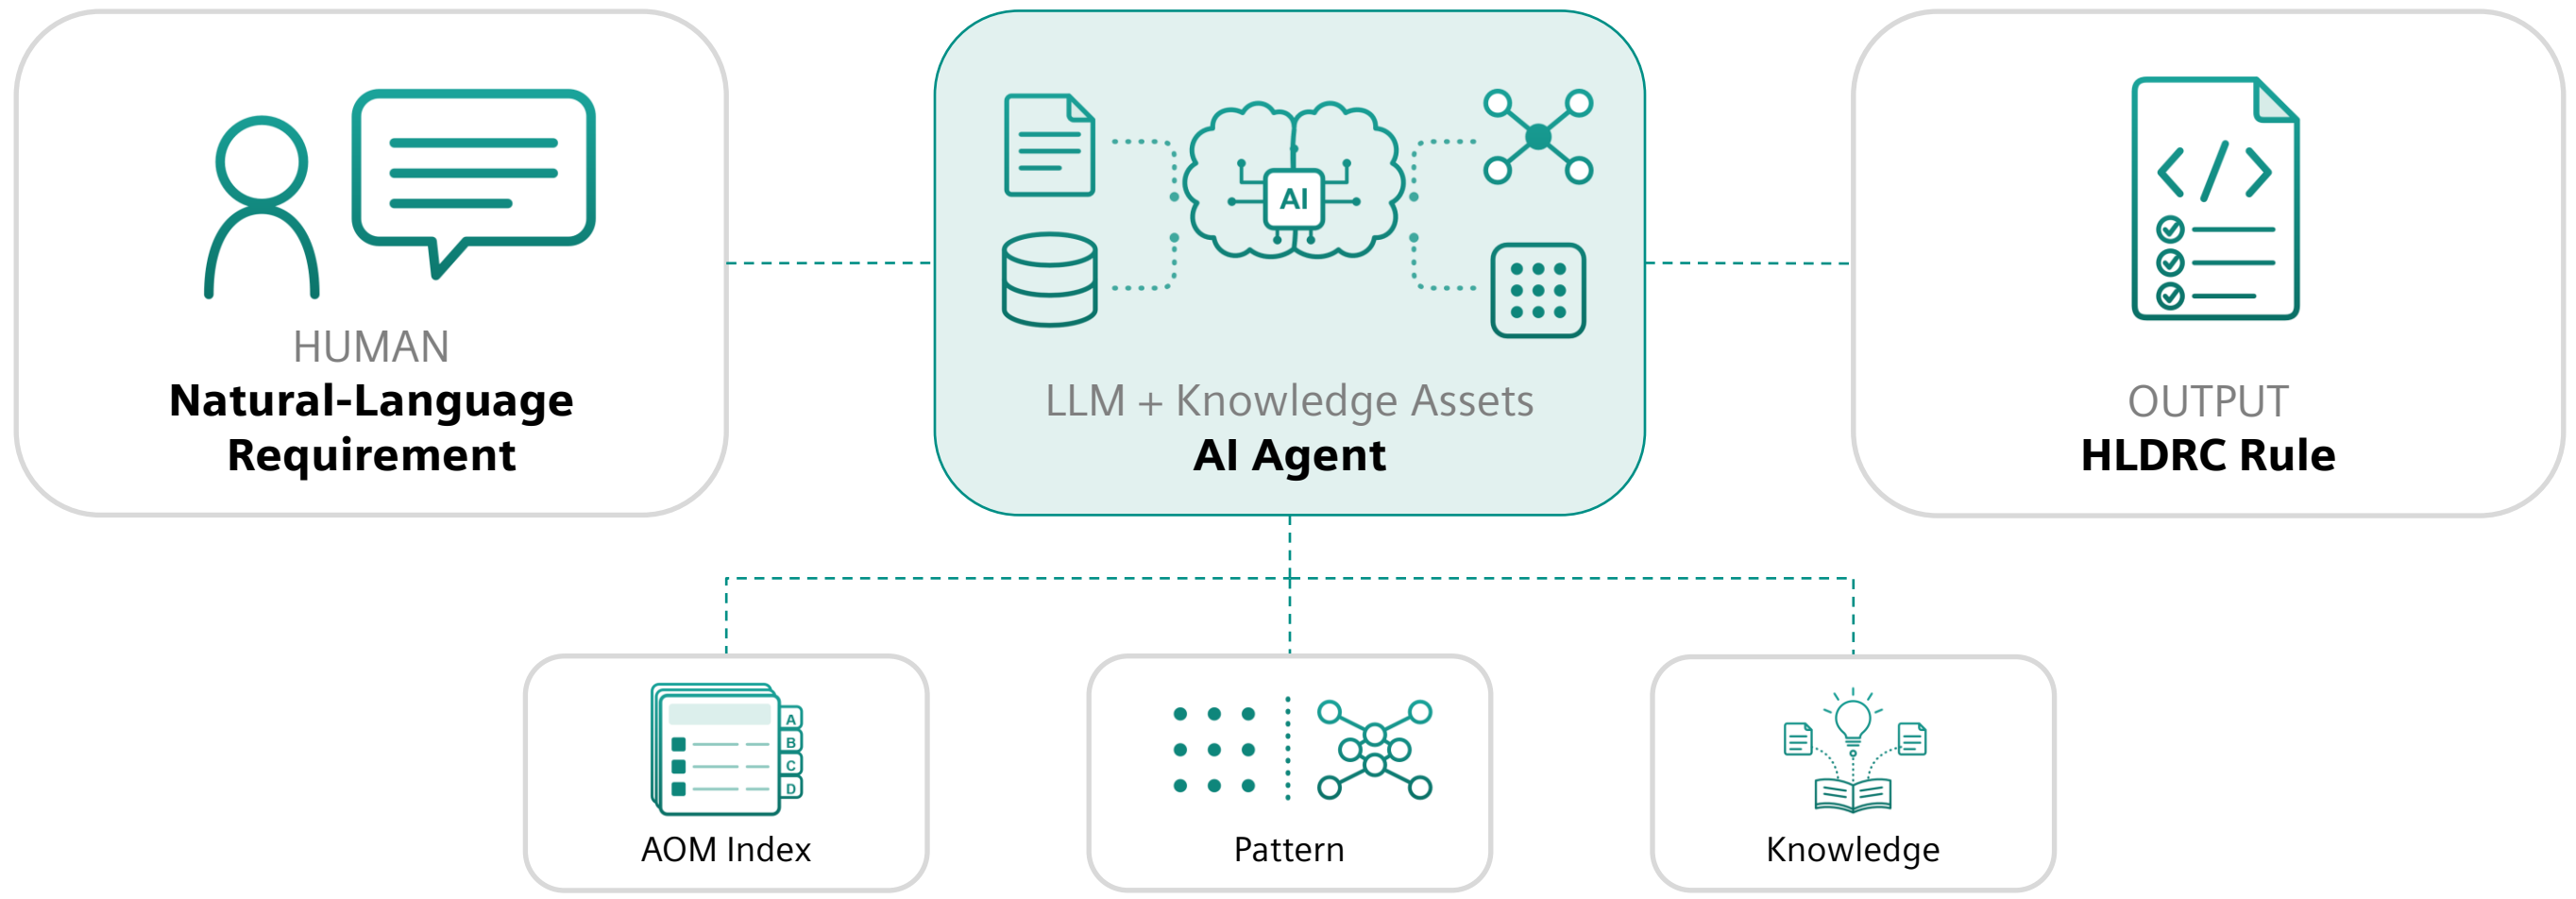 HUMAN
Natural-Language
Requirement
AI
LLM + Knowledge Assets
AI Agent
OUTPUT
HLDRC Rule
A
B
C
D
AOM Index
Pattern
Knowledge